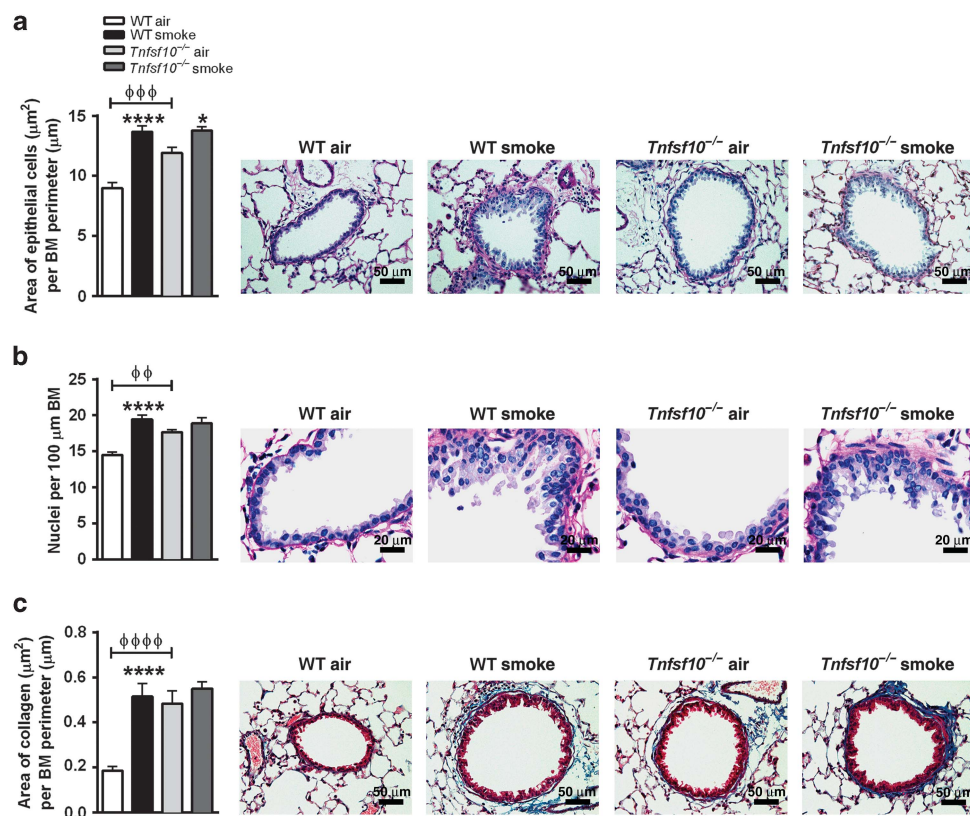 a
WT air
WT smoke
Tnfsf10⁻/⁻ air
Tnfsf10⁻/⁻ smoke
ϕϕϕ
**** *
Area of epithelial cells (μm²)
per BM perimeter (μm)
15
10
5
0
WT air WT smoke Tnfsf10⁻/⁻ air Tnfsf10⁻/⁻ smoke
50 μm 50 μm 50 μm 50 μm
b
ϕϕ
****
Nuclei per 100 μm BM
25
20
15
10
5
0
WT air WT smoke Tnfsf10⁻/⁻ air Tnfsf10⁻/⁻ smoke
20 μm 20 μm 20 μm 20 μm
c
ϕϕϕϕ
****
Area of collagen (μm²)
per BM perimeter (μm)
0.8
0.6
0.4
0.2
0.0
WT air WT smoke Tnfsf10⁻/⁻ air Tnfsf10⁻/⁻ smoke
50 μm 50 μm 50 μm 50 μm